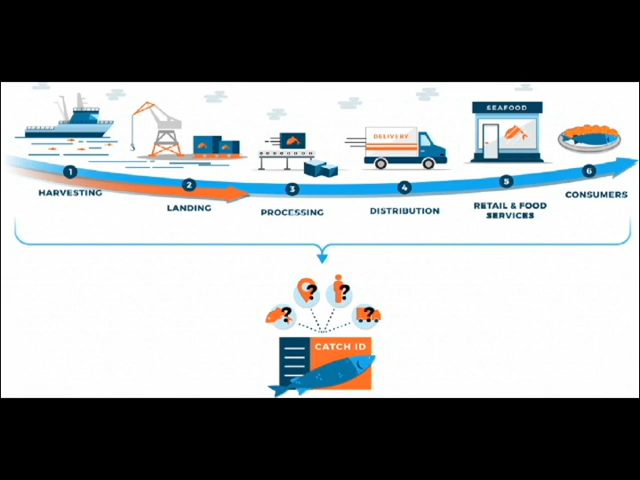 SEAFOOD
DELIVERY
1
2
3
4
5
6
HARVESTING
LANDING
PROCESSING
DISTRIBUTION
RETAIL & FOOD
SERVICES
CONSUMERS
?
?
?
?
CATCH ID